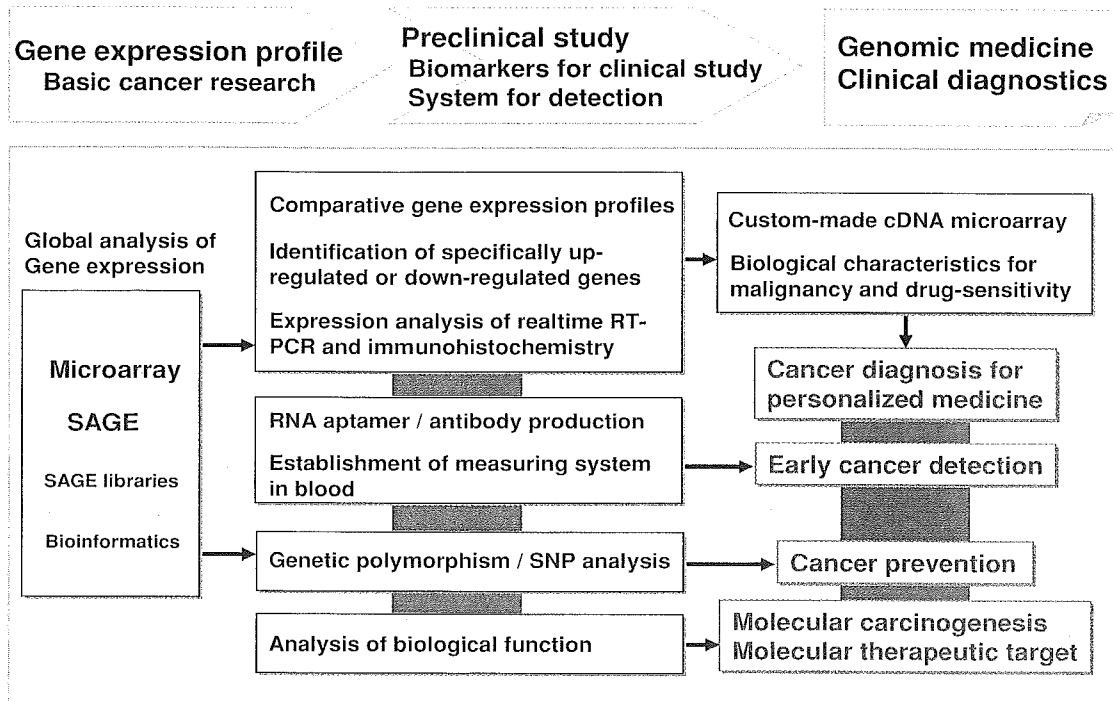 Gene expression profile
Basic cancer research
Preclinical study
Biomarkers for clinical study
System for detection
Genomic medicine
Clinical diagnostics
Global analysis of
Gene expression
Microarray
SAGE
SAGE libraries
Bioinformatics
Comparative gene expression profiles
Identification of specifically up-
regulated or down-regulated genes
Expression analysis of realtime RT-
PCR and immunohistochemistry
RNA aptamer / antibody production
Establishment of measuring system
in blood
Genetic polymorphism / SNP analysis
Analysis of biological function
Custom-made cDNA microarray
Biological characteristics for
malignancy and drug-sensitivity
Cancer diagnosis for
personalized medicine
Early cancer detection
Cancer prevention
Molecular carcinogenesis
Molecular therapeutic target